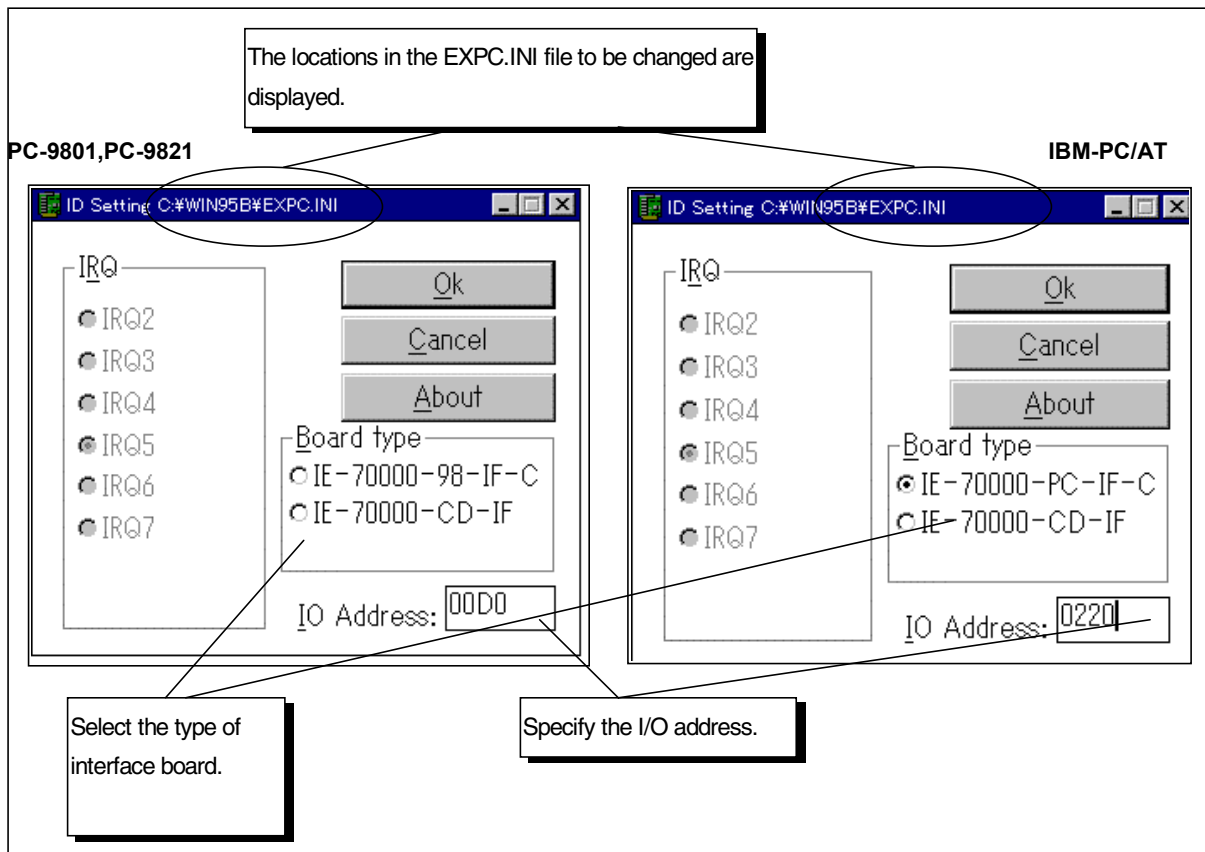 The locations in the EXPC.INI file to be changed are
displayed.
PC-9801,PC-9821
IBM-PC/AT
ID Setting C:¥WIN95B¥EXPC.INI
IRQ
IRQ2
IRQ3
IRQ4
IRQ5
IRQ6
IRQ7
Ok
Cancel
About
Board type
IE-70000-98-IF-C
IE-70000-CD-IF
IO Address: 00D0
ID Setting C:¥WIN95B¥EXPC.INI
IRQ
IRQ2
IRQ3
IRQ4
IRQ5
IRQ6
IRQ7
Ok
Cancel
About
Board type
IE-70000-PC-IF-C
IE-70000-CD-IF
IO Address: 0220
Select the type of
interface board.
Specify the I/O address.